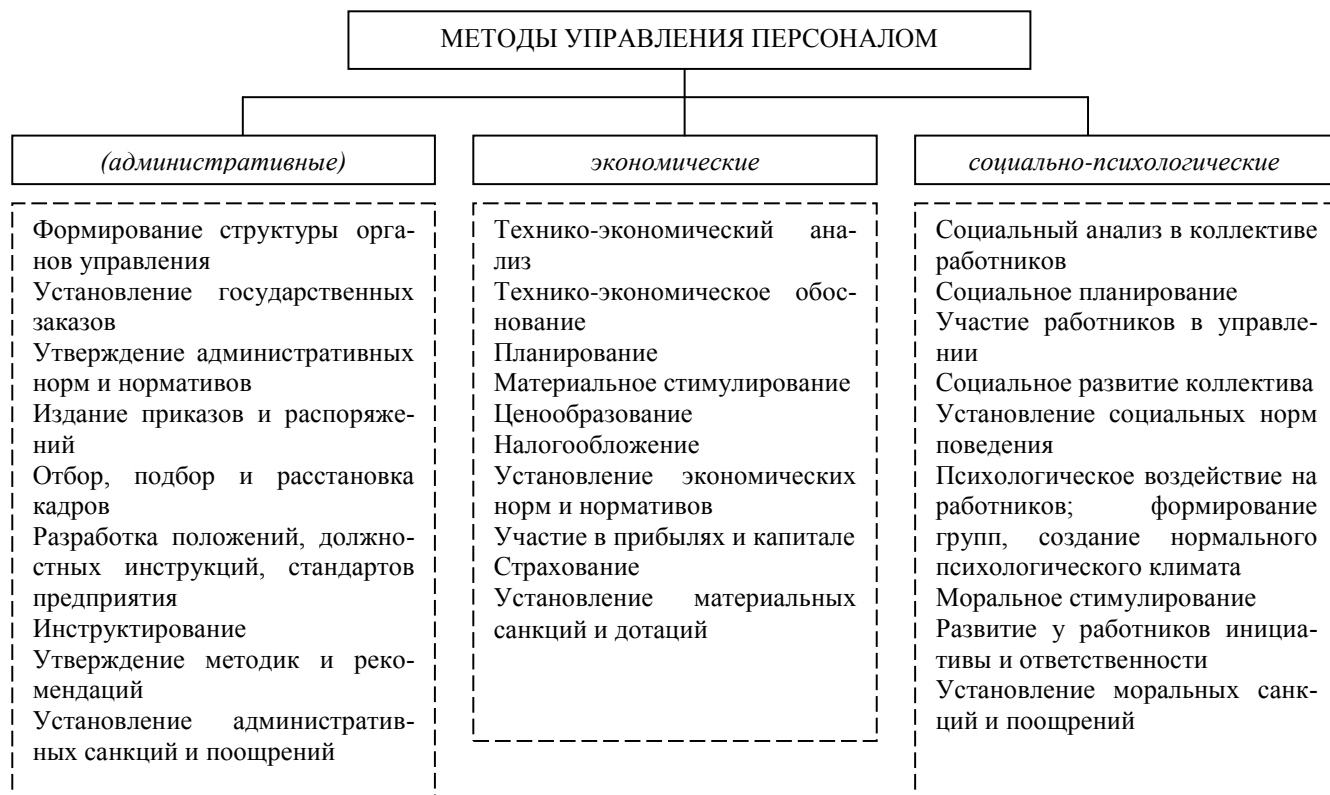 МЕТОДЫ УПРАВЛЕНИЯ ПЕРСОНАЛОМ
(административные)
Формирование структуры орга-
нов управления
Установление государственных
заказов
Утверждение административных
норм и нормативов
Издание приказов и распоряже-
ний
Отбор, подбор и расстановка
кадров
Разработка положений, должно-
стных инструкций, стандартов
предприятия
Инструктирование
Утверждение методик и реко-
мендаций
Установление административ-
ных санкций и поощрений
экономические
Технико-экономический ана-
лиз
Технико-экономическое обос-
нование
Планирование
Материальное стимулирование
Ценообразование
Налогообложение
Установление экономических
норм и нормативов
Участие в прибылях и капитале
Страхование
Установление материальных
санкций и дотаций
социально-психологические
Социальный анализ в коллективе
работников
Социальное планирование
Участие работников в управле-
нии
Социальное развитие коллектива
Установление социальных норм
поведения
Психологическое воздействие на
работников; формирование
групп, создание нормального
психологического климата
Моральное стимулирование
Развитие у работников инициа-
тивы и ответственности
Установление моральных санк-
ций и поощрений